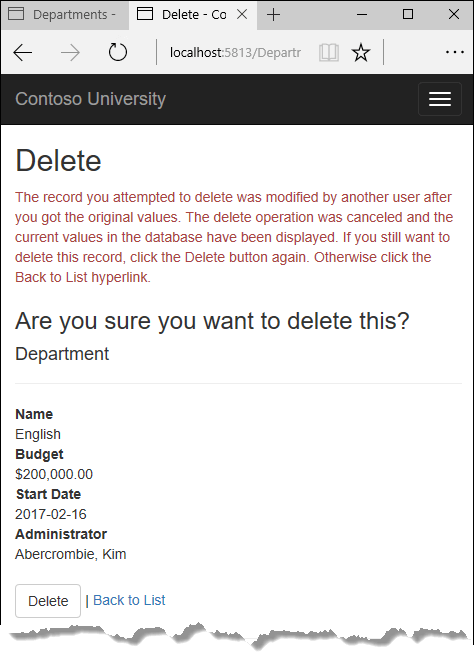 Departments -
Delete - Co
localhost:5813/Departr
Contoso University
Delete
The record you attempted to delete was modified by another user after
you got the original values. The delete operation was canceled and the
current values in the database have been displayed. If you still want to
delete this record, click the Delete button again. Otherwise click the
Back to List hyperlink.
Are you sure you want to delete this?
Department
Name
English
Budget
$200,000.00
Start Date
2017-02-16
Administrator
Abercrombie, Kim
Delete | Back to List